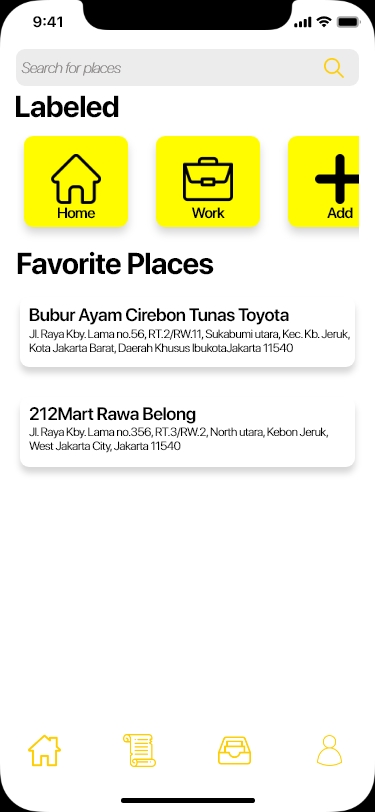 9:41
Search for places
Labeled
Home
Work
Add
Favorite Places
Bubur Ayam Cirebon Tunas Toyota
Jl. Raya Kby. Lama no.56, RT.2/RW.11, Sukabumi utara, Kec. Kb. Jeruk,
Kota Jakarta Barat, Daerah Khusus IbukotaJakarta 11540
212Mart Rawa Belong
Jl. Raya Kby. Lama no.356, RT.3/RW.2, North utara, Kebon Jeruk,
West Jakarta City, Jakarta 11540